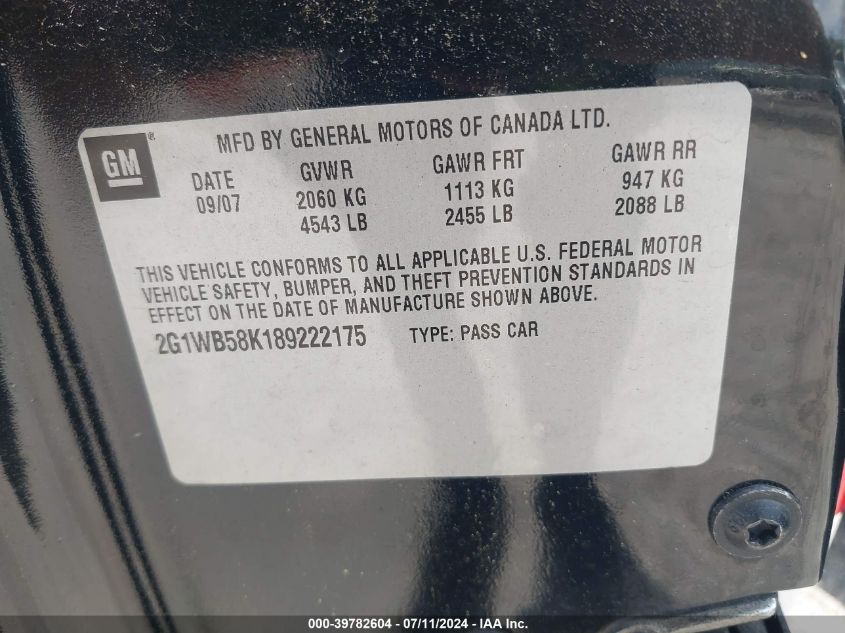 GM
®
MFD BY GENERAL MOTORS OF CANADA LTD.
DATE GVWR GAWR FRT GAWR RR
09/07 2060 KG 1113 KG 947 KG
4543 LB 2455 LB 2088 LB
THIS VEHICLE CONFORMS TO ALL APPLICABLE U.S. FEDERAL MOTOR
VEHICLE SAFETY, BUMPER, AND THEFT PREVENTION STANDARDS IN
EFFECT ON THE DATE OF MANUFACTURE SHOWN ABOVE.
2G1WB58K189222175 TYPE: PASS CAR
000-39782604 / 07/11/2024 - IAA Inc.